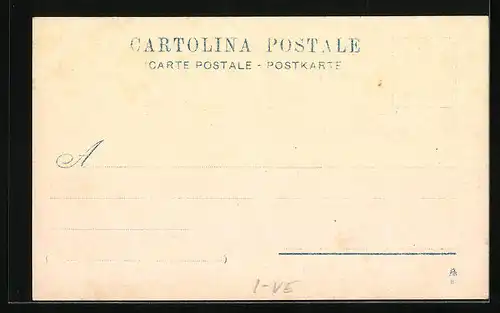 CARTOLINA POSTALE
CARTE POSTALE - POSTKARTE
A
(                    )
1-VE